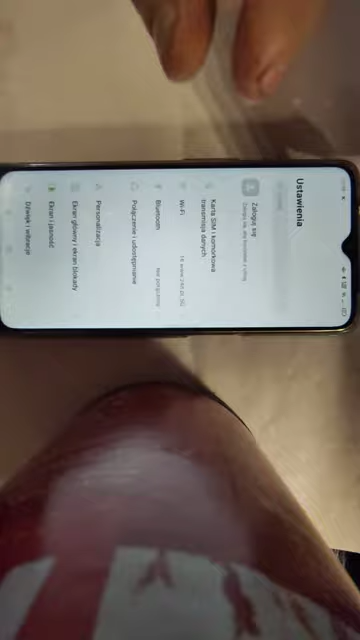 Ustawienia
Zaloguj się
Karta SIM i komórkowa
transmisja danych
Wi-Fi
Bluetooth
Połączenie i udostępnianie
Personalizacja
Ekran główny i ekran blokady
Ekran i jasność
Dźwięk i wibracje